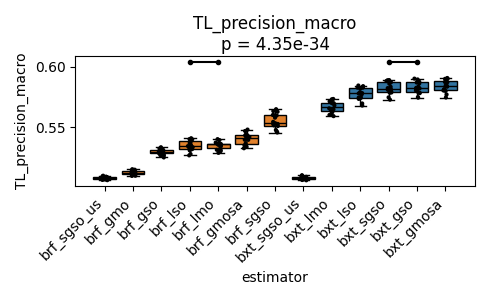 TL_precision_macro
p = 4.35e-34
TL_precision_macro
0.60
0.55
brf_sgso_us
brf_gmo
brf_gso
brf_lso
brf_lmo
brf_gmosa
brf_sgso
bxt_sgso_us
bxt_lmo
bxt_lso
bxt_sgso
bxt_gso
bxt_gmosa
estimator